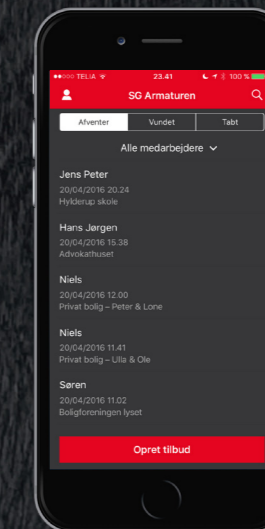 TELIA 23.41 100 %
SG Armaturen
Afventer Vundet Tabt
Alle medarbejdere
Jens Peter
20/04/2016 20.24
Hylderup skole
Hans Jørgen
20/04/2016 15.38
Advokathuset
Niels
20/04/2016 12.00
Privat bolig – Peter & Lone
Niels
20/04/2016 11.41
Privat bolig – Ulla & Ole
Søren
20/04/2016 11.02
Boligforeningen lyset
Opret tilbud